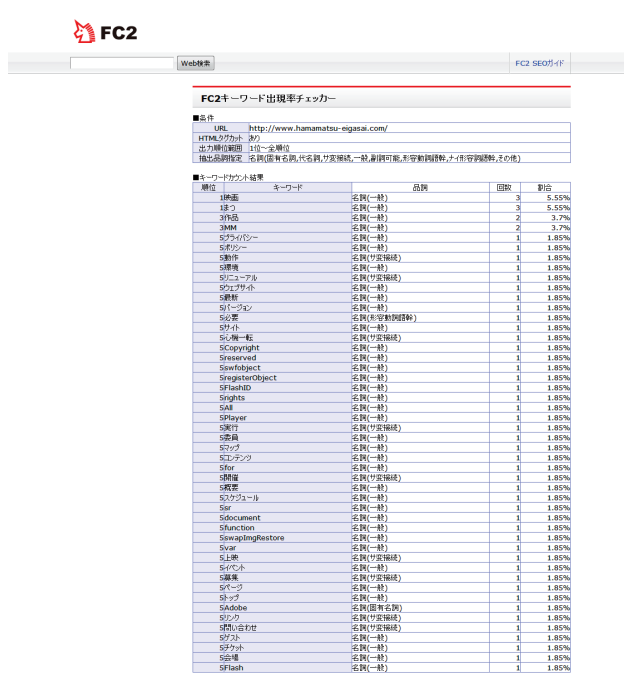 FC2
Web検索
FC2 SEOガイド
FC2キーワード出現率チェッカー
■条件
URL http://www.hamamatsu-eigasai.com/
HTMLタグカット あり
出力順位範囲 1位～全順位
抽出品詞指定 名詞(固有名詞,代名詞,サ変接続,一般,副詞可能,形容動詞語幹,ナイ形容詞語幹,その他)
■キーワードカウント結果
順位 キーワード 品詞 回数 割合
1 映画 名詞(一般) 3 5.55%
1 まつ 名詞(一般) 3 5.55%
3 作品 名詞(一般) 2 3.7%
3 MM 名詞(一般) 2 3.7%
5 プライバシー 名詞(一般) 1 1.85%
5 ポリシー 名詞(一般) 1 1.85%
5 動作 名詞(サ変接続) 1 1.85%
5 環境 名詞(一般) 1 1.85%
5 リニューアル 名詞(サ変接続) 1 1.85%
5 ウェブサイト 名詞(一般) 1 1.85%
5 最新 名詞(一般) 1 1.85%
5 バージョン 名詞(一般) 1 1.85%
5 必要 名詞(形容動詞語幹) 1 1.85%
5 サイト 名詞(一般) 1 1.85%
5 心機一転 名詞(サ変接続) 1 1.85%
5 Copyright 名詞(一般) 1 1.85%
5 reserved 名詞(一般) 1 1.85%
5 swfobject 名詞(一般) 1 1.85%
5 registerObject 名詞(一般) 1 1.85%
5 FlashID 名詞(一般) 1 1.85%
5 rights 名詞(一般) 1 1.85%
5 All 名詞(一般) 1 1.85%
5 Player 名詞(一般) 1 1.85%
5 実行 名詞(サ変接続) 1 1.85%
5 委員 名詞(一般) 1 1.85%
5 マップ 名詞(一般) 1 1.85%
5 コンテンツ 名詞(一般) 1 1.85%
5 for 名詞(一般) 1 1.85%
5 開催 名詞(サ変接続) 1 1.85%
5 概要 名詞(一般) 1 1.85%
5 スケジュール 名詞(一般) 1 1.85%
5 sr 名詞(一般) 1 1.85%
5 document 名詞(一般) 1 1.85%
5 function 名詞(一般) 1 1.85%
5 swapImgRestore 名詞(一般) 1 1.85%
5 var 名詞(一般) 1 1.85%
5 上映 名詞(サ変接続) 1 1.85%
5 イベント 名詞(一般) 1 1.85%
5 募集 名詞(サ変接続) 1 1.85%
5 ページ 名詞(一般) 1 1.85%
5 トップ 名詞(一般) 1 1.85%
5 Adobe 名詞(固有名詞) 1 1.85%
5 リンク 名詞(サ変接続) 1 1.85%
5 問い合わせ 名詞(サ変接続) 1 1.85%
5 ゲスト 名詞(一般) 1 1.85%
5 チケット 名詞(一般) 1 1.85%
5 会場 名詞(一般) 1 1.85%
5 Flash 名詞(一般) 1 1.85%